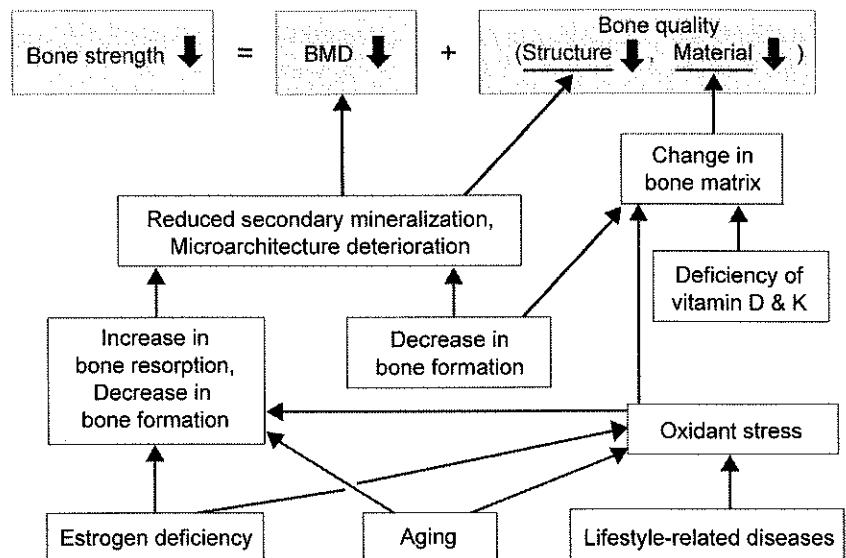 Bone strength = BMD + Bone quality
(Structure , Material )
Change in
bone matrix
Reduced secondary mineralization,
Microarchitecture deterioration
Deficiency of
vitamin D & K
Increase in
bone resorption,
Decrease in
bone formation
Decrease in
bone formation
Oxidant stress
Estrogen deficiency
Aging
Lifestyle-related diseases